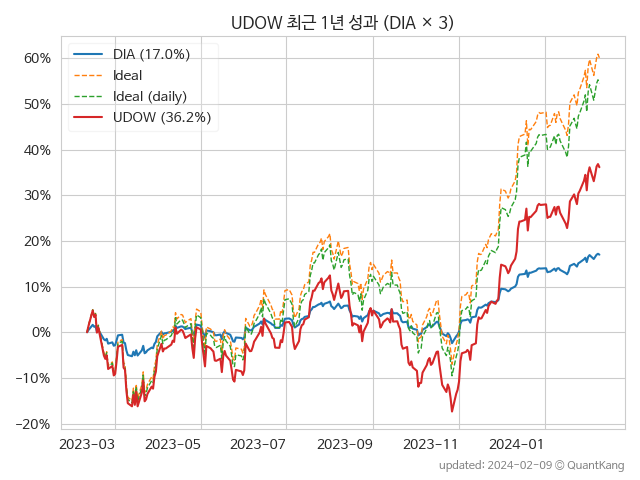 UDOW 최근 1년 성과 (DIA × 3)
DIA (17.0%)
Ideal
Ideal (daily)
UDOW (36.2%)
60%
50%
40%
30%
20%
10%
0%
−10%
−20%
2023-03 2023-05 2023-07 2023-09 2023-11 2024-01
updated: 2024-02-09 © QuantKang